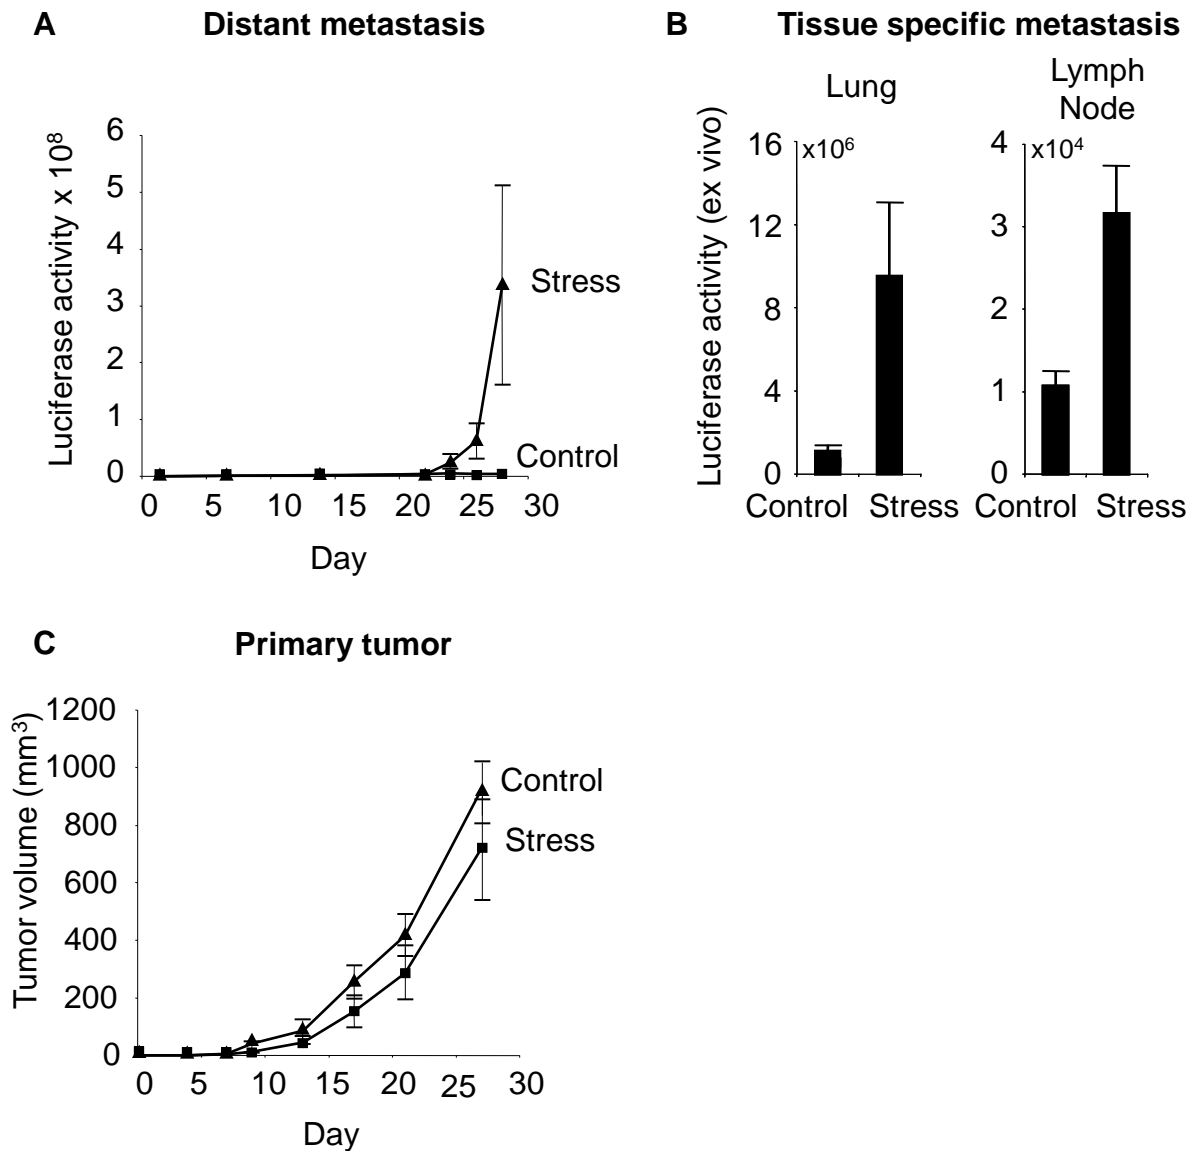 A Distant metastasis
Luciferase activity x 10⁸
6
5
4
3
2
1
0
Stress
Control
0 5 10 15 20 25 30
Day
B Tissue specific metastasis
Luciferase activity (ex vivo)
Lung
x10⁶
16
12
8
4
0
Control Stress
Lymph
Node
x10⁴
4
3
2
1
0
Control Stress
C Primary tumor
Tumor volume (mm³)
1200
1000
800
600
400
200
0
Control
Stress
0 5 10 15 20 25 30
Day